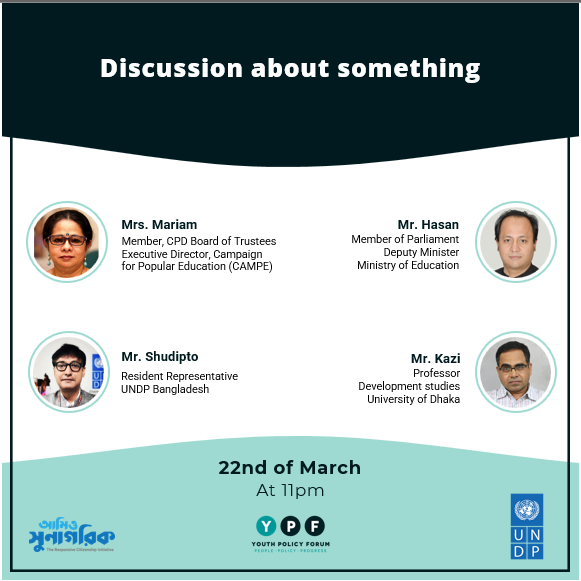 Discussion about something
Mrs. Mariam
Member, CPD Board of Trustees
Executive Director, Campaign
for Popular Education (CAMPE)
Mr. Hasan
Member of Parliament
Deputy Minister
Ministry of Education
Mr. Shudipto
Resident Representative
UNDP Bangladesh
Mr. Kazi
Professor
Development studies
University of Dhaka
22nd of March
At 11pm
আমিও
সুনাগরিক
The Responsive Citizenship Initiative
Y P F
YOUTH POLICY FORUM
PEOPLE POLICY PROGRESS
U N
D P
U N
D P